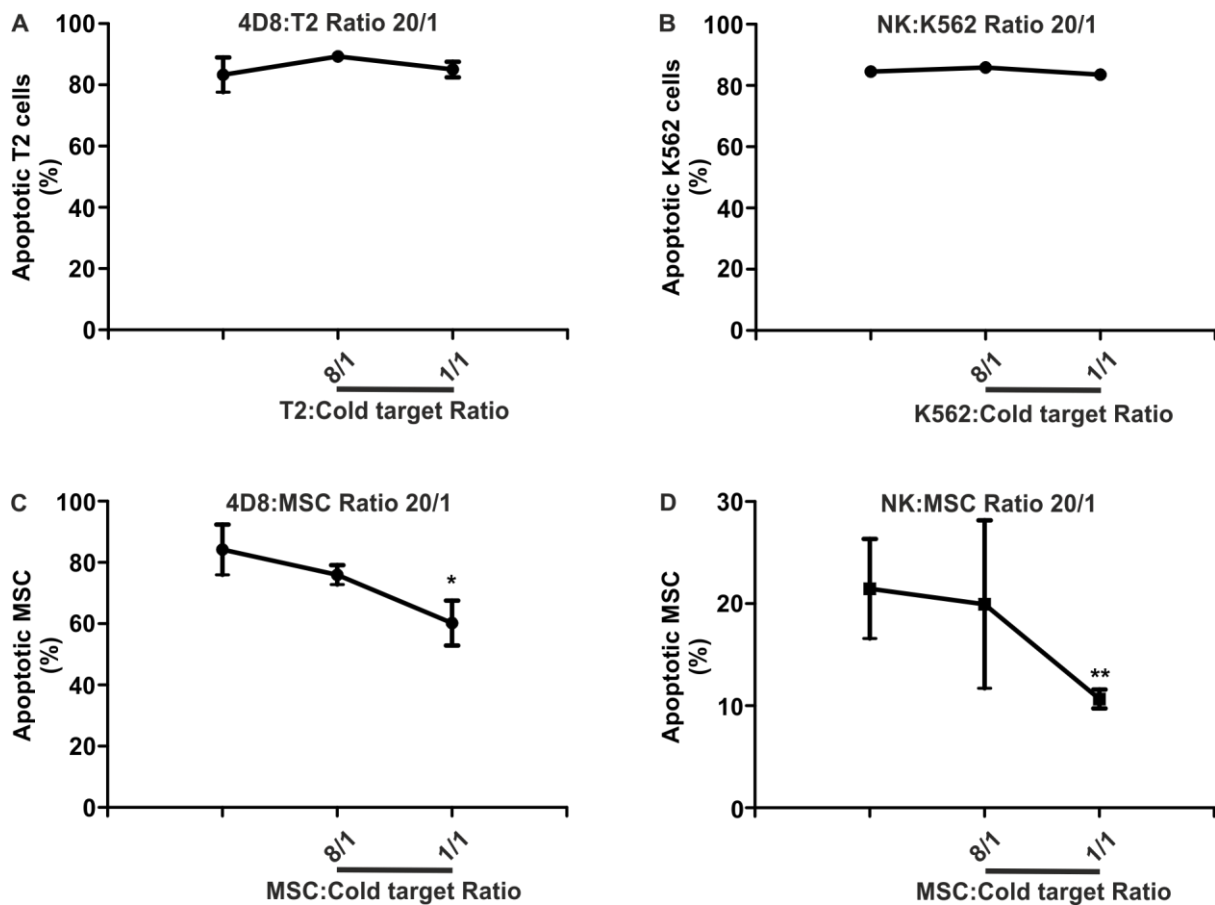 A
4D8:T2 Ratio 20/1
Apoptotic T2 cells
(%)
100
80
60
40
20
0
8/1
1/1
T2:Cold target Ratio
B
NK:K562 Ratio 20/1
Apoptotic K562 cells
(%)
100
80
60
40
20
0
8/1
1/1
K562:Cold target Ratio
C
4D8:MSC Ratio 20/1
Apoptotic MSC
(%)
100
80
60
40
20
0
*
8/1
1/1
MSC:Cold target Ratio
D
NK:MSC Ratio 20/1
Apoptotic MSC
(%)
30
20
10
0
**
8/1
1/1
MSC:Cold target Ratio